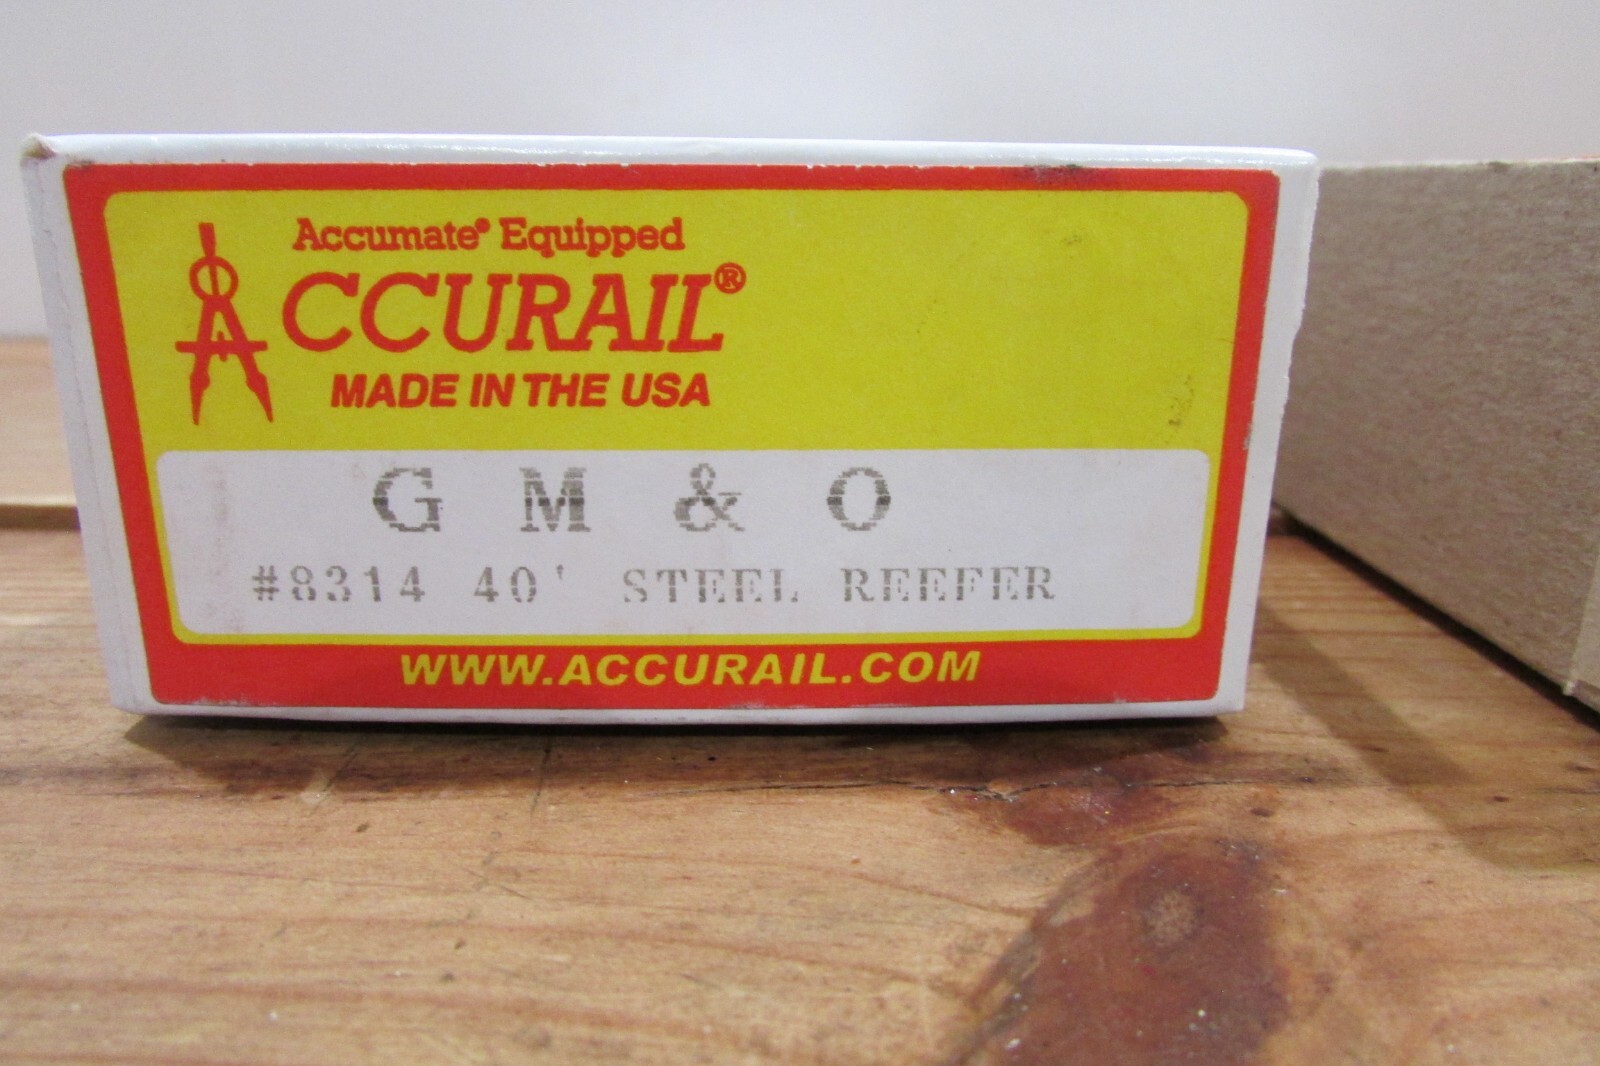 Accumate® Equipped
ACCURAIL®
MADE IN THE USA
G M & O
#8314 40' STEEL REEFER
WWW.ACCURAIL.COM